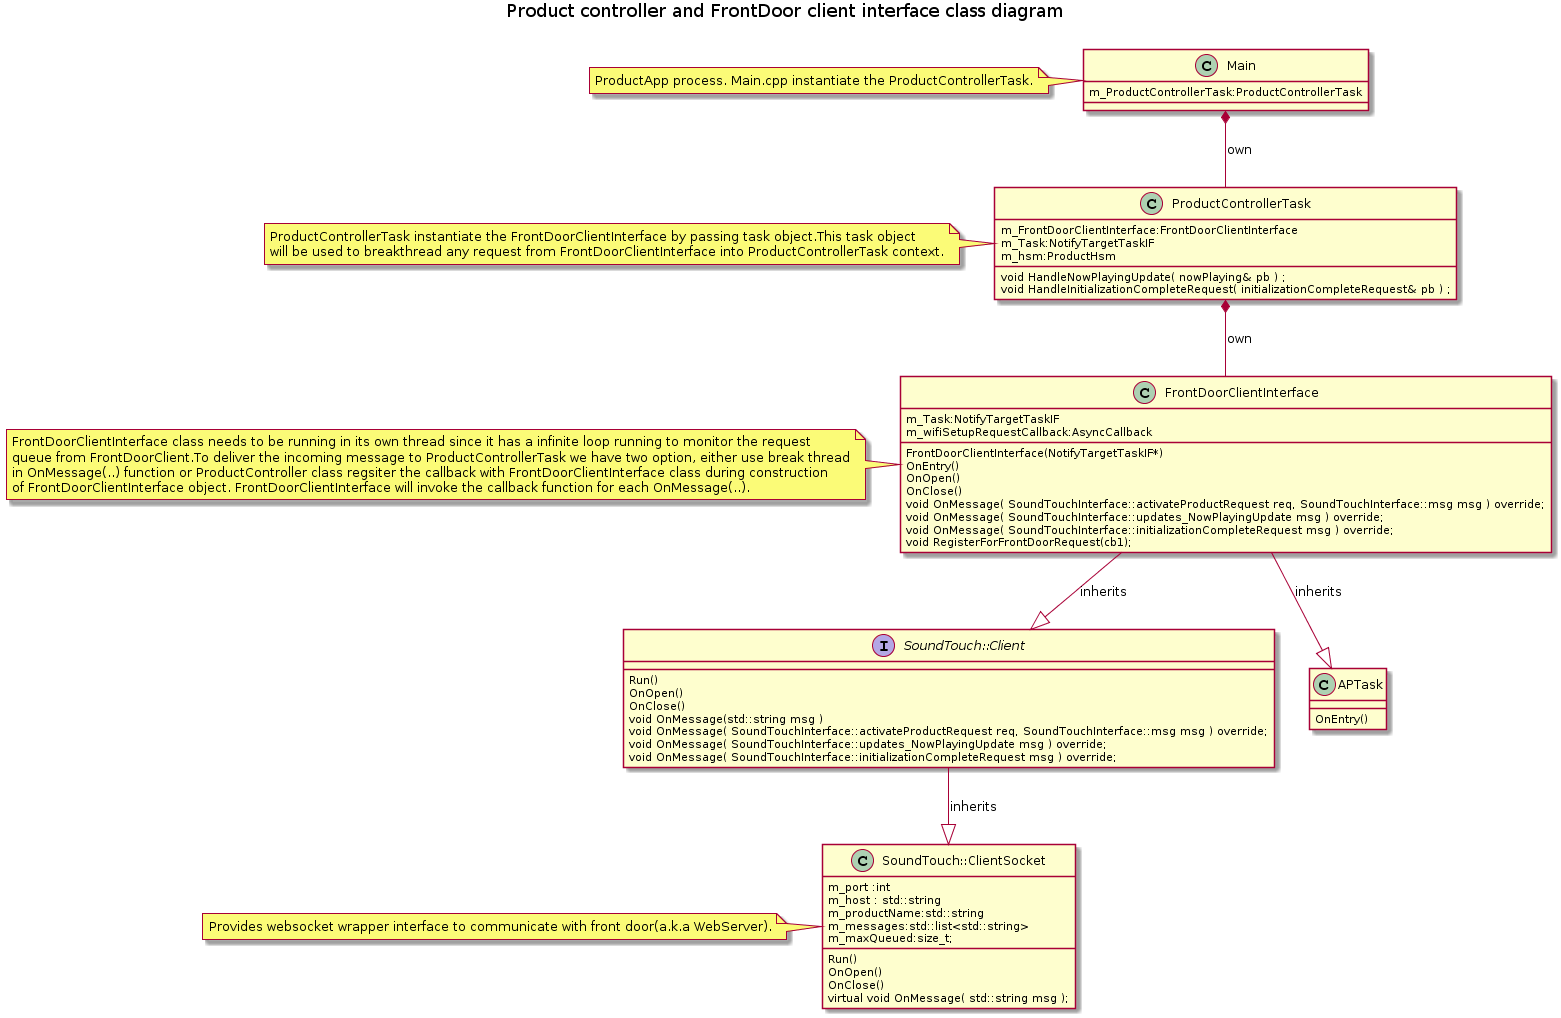 Product controller and FrontDoor client interface class diagram
ProductApp process. Main.cpp instantiate the ProductControllerTask.
C Main
m_ProductControllerTask:ProductControllerTask
own
ProductControllerTask instantiate the FrontDoorClientInterface by passing task object.This task object
will be used to breakthread any request from FrontDoorClientInterface into ProductControllerTask context.
C ProductControllerTask
m_FrontDoorClientInterface:FrontDoorClientInterface
m_Task:NotifyTargetTaskIF
m_hsm:ProductHsm
void HandleNowPlayingUpdate( nowPlaying& pb ) ;
void HandleInitializationCompleteRequest( initializationCompleteRequest& pb ) ;
own
FrontDoorClientInterface class needs to be running in its own thread since it has a infinite loop running to monitor the request
queue from FrontDoorClient.To deliver the incoming message to ProductControllerTask we have two option, either use break thread
in OnMessage(..) function or ProductController class regsiter the callback with FrontDoorClientInterface class during construction
of FrontDoorClientInterface object. FrontDoorClientInterface will invoke the callback function for each OnMessage(..).
C FrontDoorClientInterface
m_Task:NotifyTargetTaskIF
m_wifiSetupRequestCallback:AsyncCallback
FrontDoorClientInterface(NotifyTargetTaskIF*)
OnEntry()
OnOpen()
OnClose()
void OnMessage( SoundTouchInterface::activateProductRequest req, SoundTouchInterface::msg msg ) override;
void OnMessage( SoundTouchInterface::updates_NowPlayingUpdate msg ) override;
void OnMessage( SoundTouchInterface::initializationCompleteRequest msg ) override;
void RegisterForFrontDoorRequest(cb1);
inherits
inherits
I SoundTouch::Client
Run()
OnOpen()
OnClose()
void OnMessage(std::string msg )
void OnMessage( SoundTouchInterface::activateProductRequest req, SoundTouchInterface::msg msg ) override;
void OnMessage( SoundTouchInterface::updates_NowPlayingUpdate msg ) override;
void OnMessage( SoundTouchInterface::initializationCompleteRequest msg ) override;
C APTask
OnEntry()
inherits
Provides websocket wrapper interface to communicate with front door(a.k.a WebServer).
C SoundTouch::ClientSocket
m_port :int
m_host : std::string
m_productName:std::string
m_messages:std::list<std::string>
m_maxQueued:size_t;
Run()
OnOpen()
OnClose()
virtual void OnMessage( std::string msg );